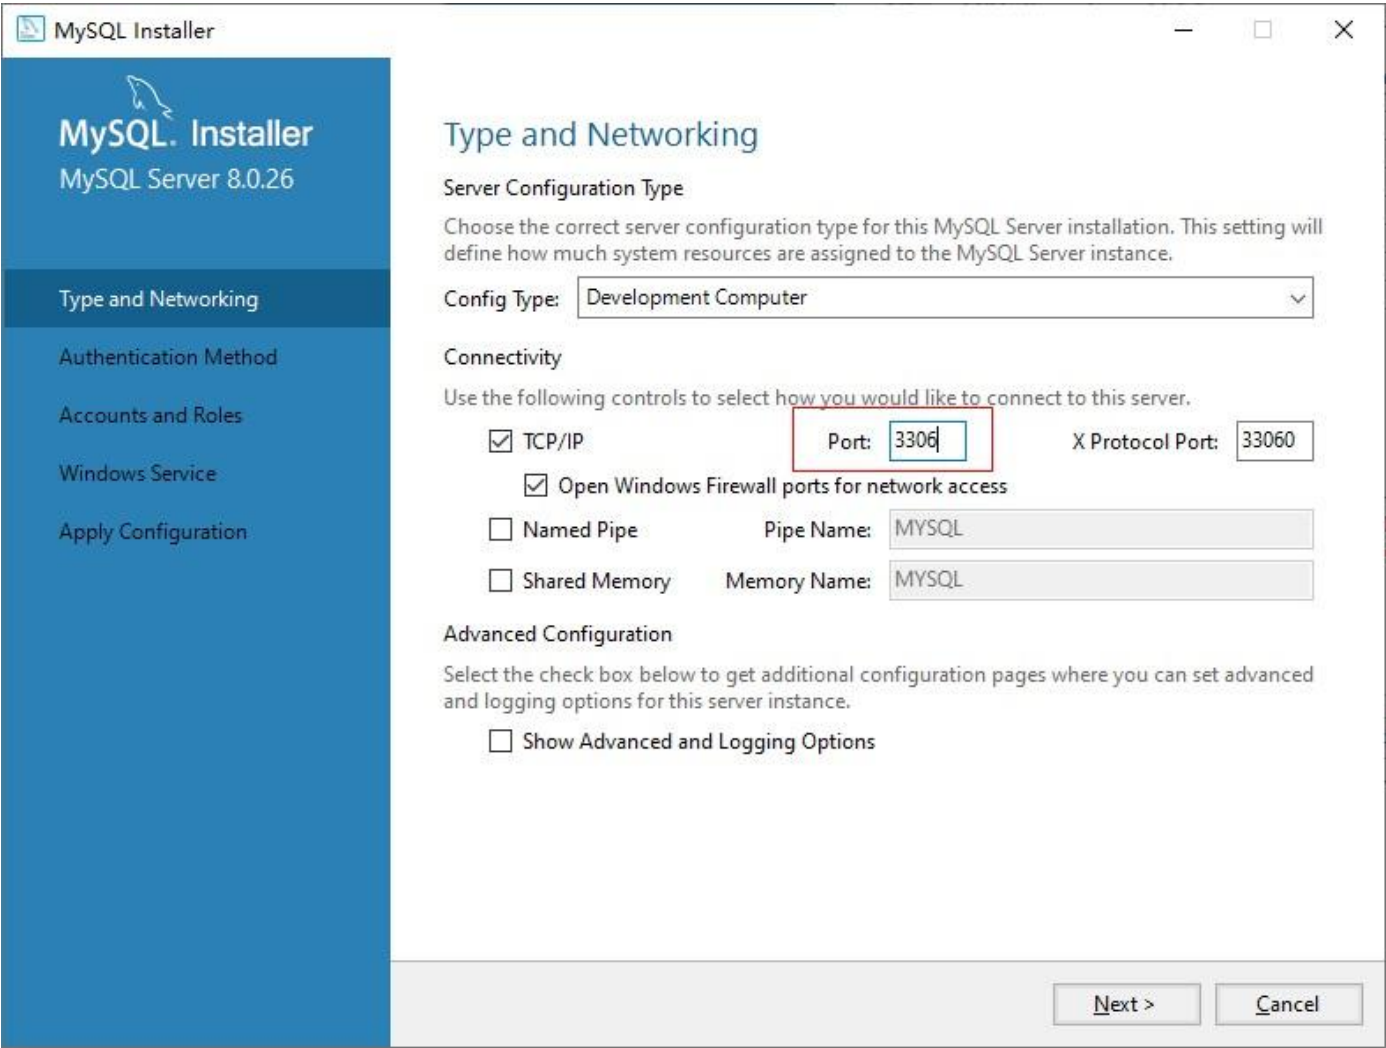 MySQL Installer
MySQL. Installer
MySQL Server 8.0.26
Type and Networking
Authentication Method
Accounts and Roles
Windows Service
Apply Configuration
Type and Networking
Server Configuration Type
Choose the correct server configuration type for this MySQL Server installation. This setting will
define how much system resources are assigned to the MySQL Server instance.
Config Type: Development Computer
Connectivity
Use the following controls to select how you would like to connect to this server.
TCP/IP Port: 3306 X Protocol Port: 33060
Open Windows Firewall ports for network access
Named Pipe Pipe Name: MYSQL
Shared Memory Memory Name: MYSQL
Advanced Configuration
Select the check box below to get additional configuration pages where you can set advanced
and logging options for this server instance.
Show Advanced and Logging Options
Next > Cancel